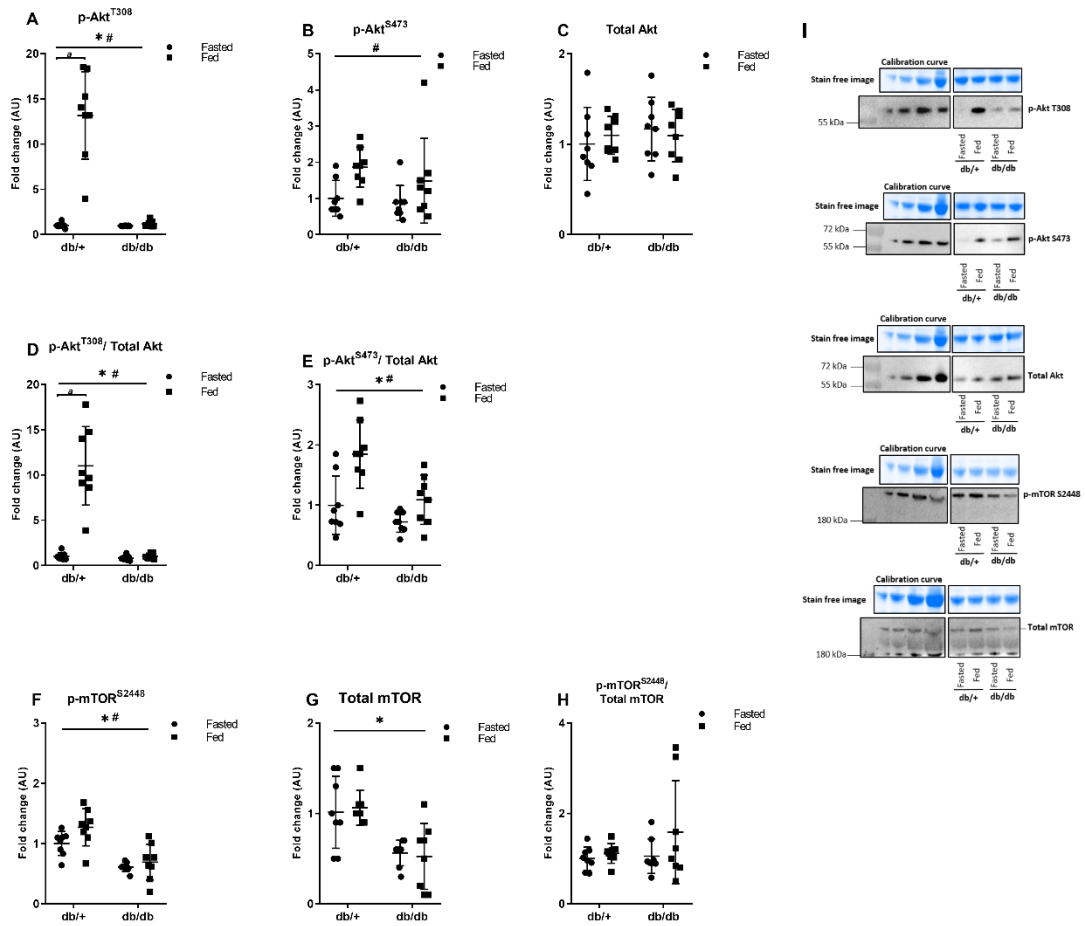 A
p-Akt^T308
* #
a
Fold change (AU)
20
15
10
5
0
db/+
db/db
Fasted
Fed
B
p-Akt^S473
#
Fold change (AU)
5
4
3
2
1
0
db/+
db/db
Fasted
Fed
C
Total Akt
Fold change (AU)
2
1
0
db/+
db/db
Fasted
Fed
D
p-Akt^T308/ Total Akt
* #
a
Fold change (AU)
20
15
10
5
0
db/+
db/db
Fasted
Fed
E
p-Akt^S473/ Total Akt
* #
Fold change (AU)
3
2
1
0
db/+
db/db
Fasted
Fed
F
p-mTOR^S2448
* #
Fold change (AU)
3
2
1
0
db/+
db/db
Fasted
Fed
G
Total mTOR
*
Fold change (AU)
2
1
0
db/+
db/db
Fasted
Fed
H
p-mTOR^S2448/
Total mTOR
Fold change (AU)
4
2
0
db/+
db/db
Fasted
Fed
I
Calibration curve
Stain free image
p-Akt T308
55 kDa
Fasted
Fed
Fasted
Fed
db/+
db/db
Calibration curve
Stain free image
72 kDa
55 kDa
p-Akt S473
Fasted
Fed
Fasted
Fed
db/+
db/db
Calibration curve
Stain free image
72 kDa
55 kDa
Total Akt
Fasted
Fed
Fasted
Fed
db/+
db/db
Calibration curve
Stain free image
p-mTOR S2448
180 kDa
Fasted
Fed
Fasted
Fed
db/+
db/db
Calibration curve
Stain free image
Total mTOR
180 kDa
Fasted
Fed
Fasted
Fed
db/+
db/db